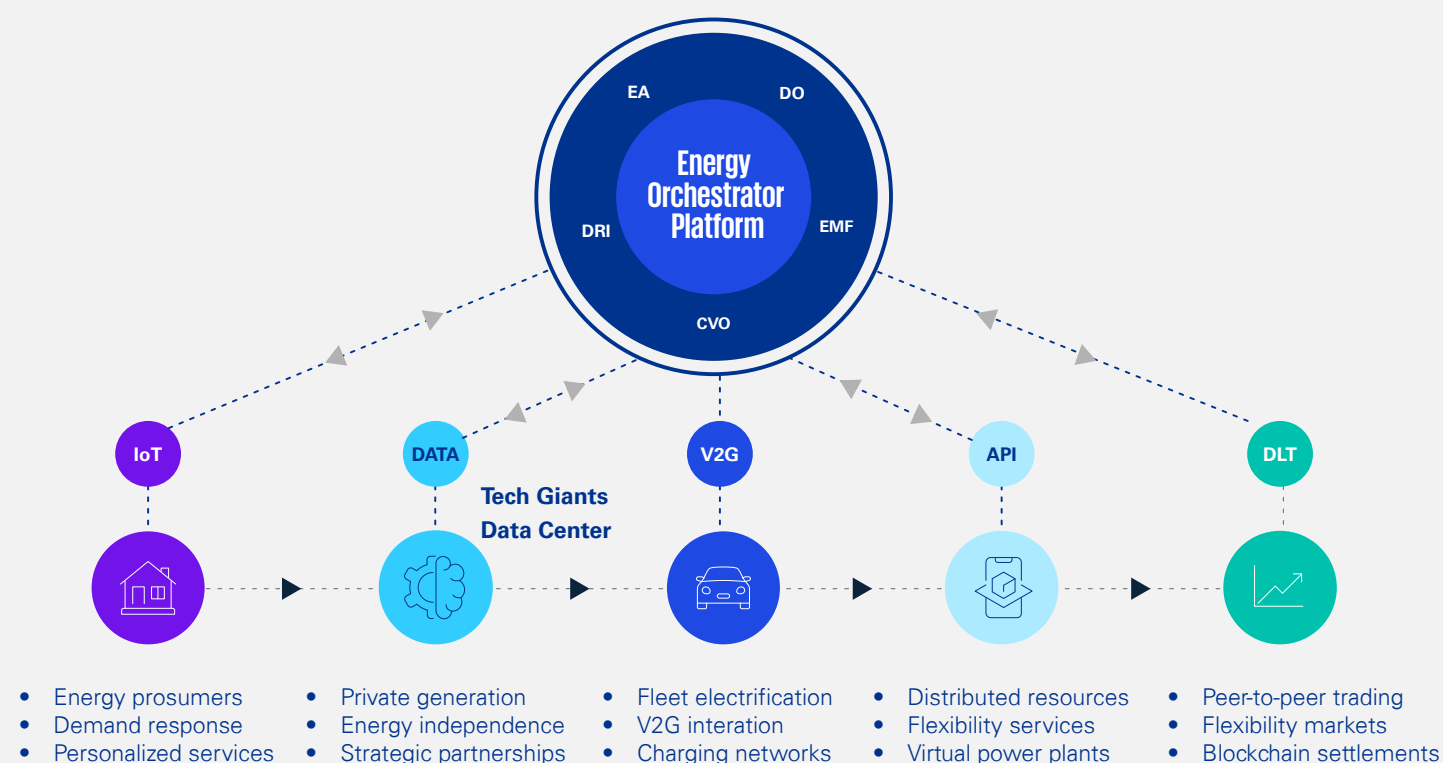 EA
DO
Energy
Orchestrator
Platform
DRI
EMF
CVO
IoT
DATA
V2G
API
DLT
Tech Giants
Data Center
• Energy prosumers
• Demand response
• Personalized services
• Private generation
• Energy independence
• Strategic partnerships
• Fleet electrification
• V2G interation
• Charging networks
• Distributed resources
• Flexibility services
• Virtual power plants
• Peer-to-peer trading
• Flexibility markets
• Blockchain settlements